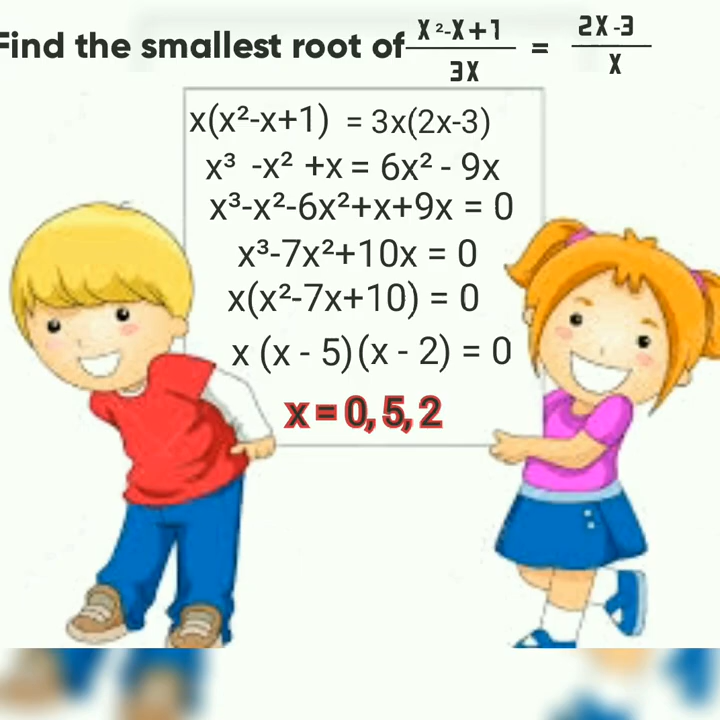 Find the smallest root of x²-x+1/3x = 2x-3/x
x(x²-x+1) = 3x(2x-3)
x³ -x² +x = 6x² - 9x
x³-x²-6x²+x+9x = 0
x³-7x²+10x = 0
x(x²-7x+10) = 0
x (x - 5)(x - 2) = 0
x = 0, 5, 2